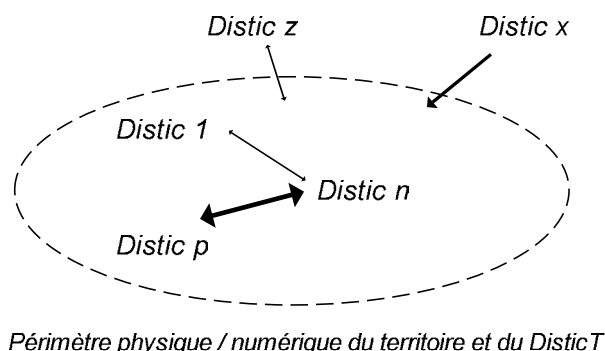 Distic z
Distic x
Distic 1
Distic n
Distic p
Périmètre physique / numérique du territoire et du DisticT